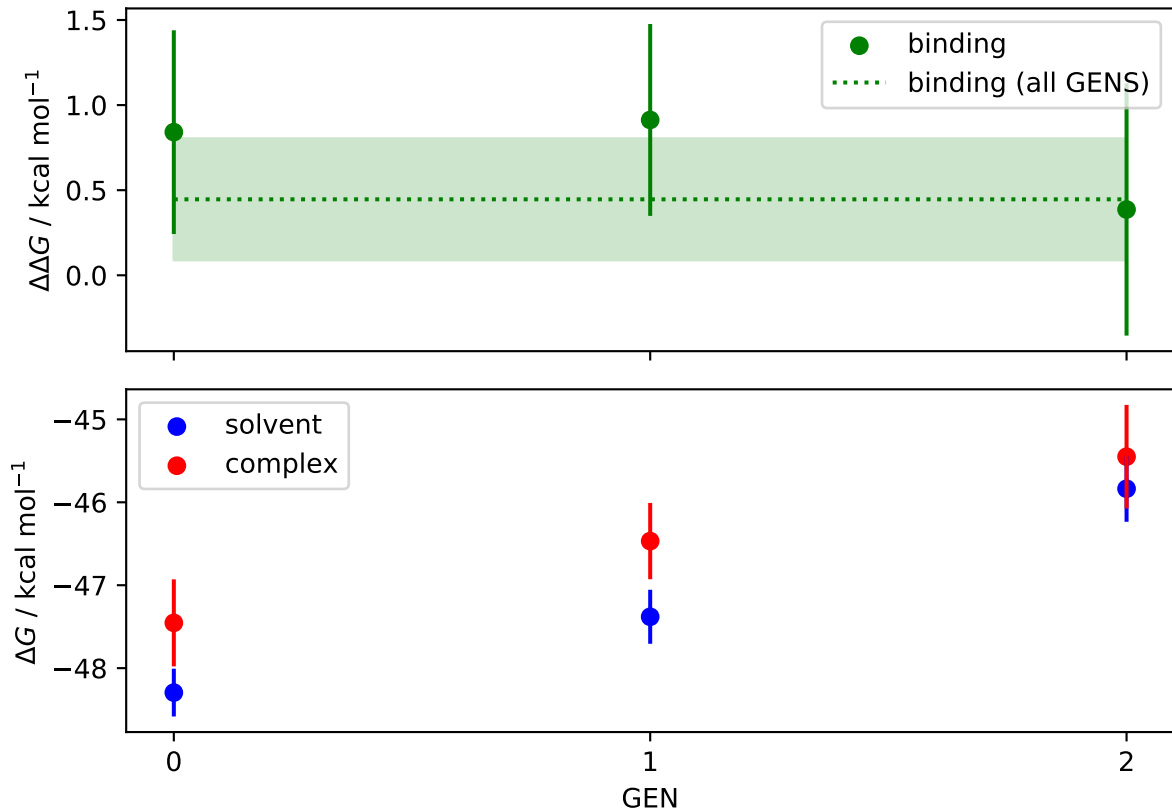 1.5
1.0
0.5
0.0
ΔΔG / kcal mol⁻¹
binding
binding (all GENS)
−45
−46
−47
−48
ΔG / kcal mol⁻¹
solvent
complex
0
1
2
GEN